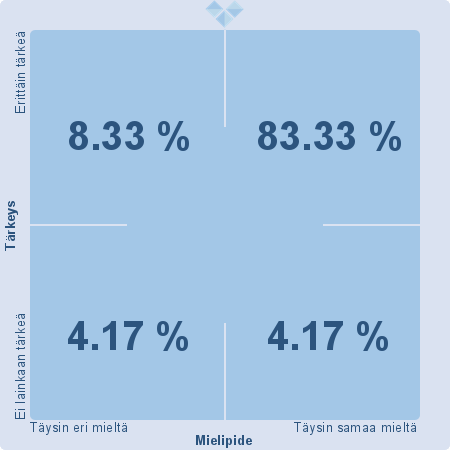 Erittäin tärkeä
8.33 %
83.33 %
Tärkeys
4.17 %
4.17 %
Ei lainkaan tärkeä
Täysin eri mieltä
Täysin samaa mieltä
Mielipide